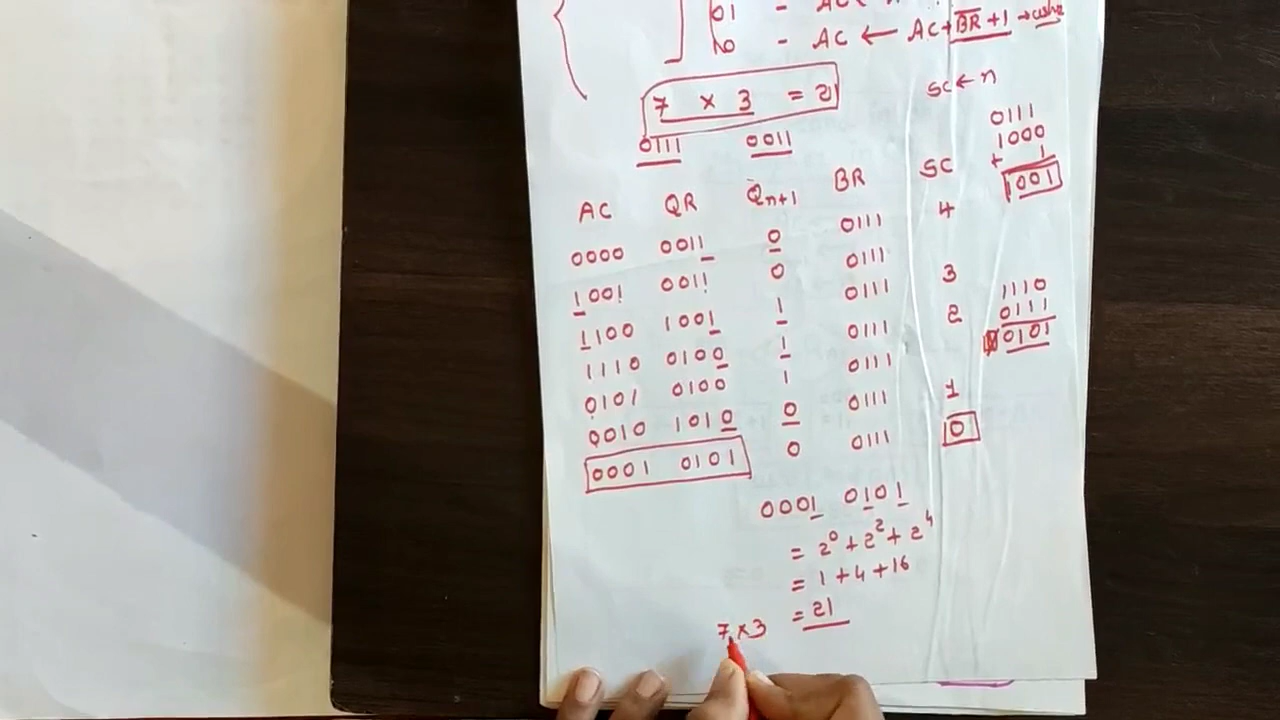 01 - AC ←
10 - AC ← AC + B̅R̅ + 1 →
7 × 3 = 21
SC ← n
0111 0011
0111
1000
+ 1
1001
AC QR Qn+1 BR SC
0000 0011 0 0111 4
1001 0011 0 0111
1100 1001 1 0111 3
1110 0100 1 0111 2
0101 0100 1 0111
0010 1010 0 0111 1
0001 0101 0 0111 0
1110
0111
0101
0001 0101
= 2⁰ + 2² + 2⁴
= 1 + 4 + 16
= 21
7 × 3